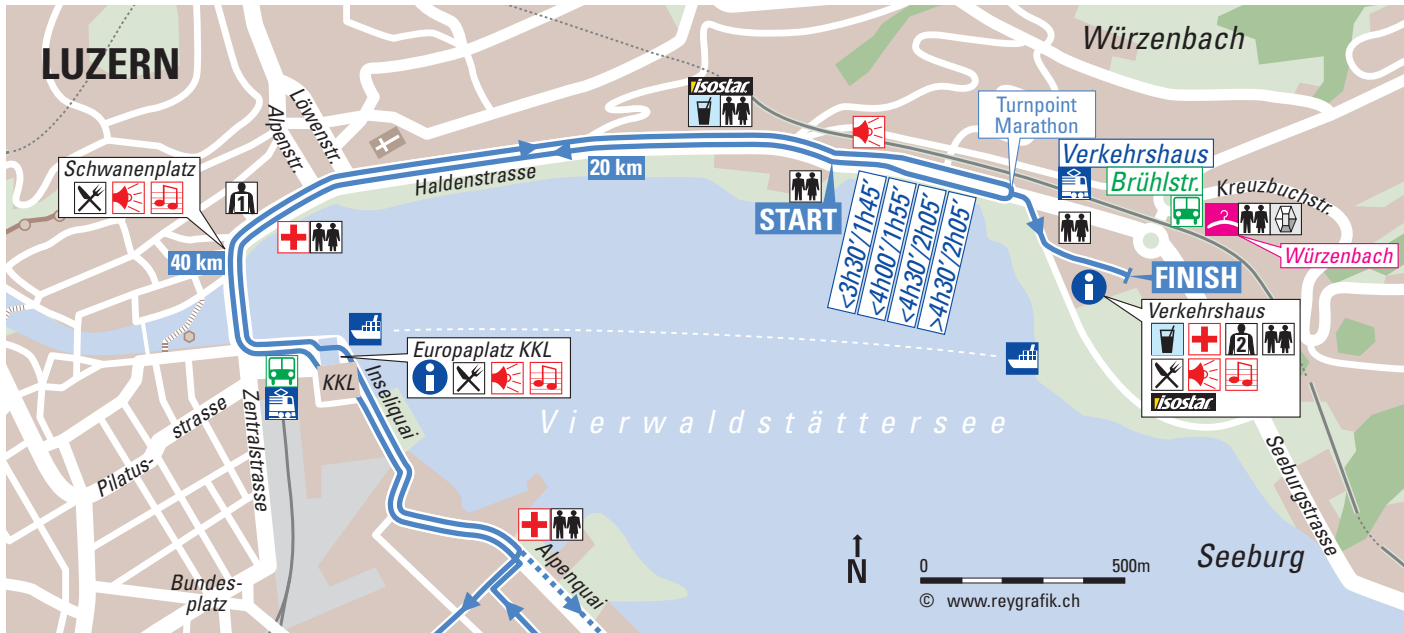 LUZERN
Würzenbach
Löwenstr.
Alpenstr.
isostar
Turnpoint
Marathon
Schwanenplatz
1
20 km
Haldenstrasse
START
<3h30’/1h45’
<4h00’/1h55’
<4h30’/2h05’
>4h30’/2h05’
Verkehrshaus
Brühlstr.
Kreuzbuchstr.
Würzenbach
40 km
FINISH
i
Verkehrshaus
2
isostar
Europaplatz KKL
i
KKL
Inseliquai
Vierwaldstättersee
Pilatus-
strasse
Zentralstrasse
Seeburgstrasse
Alpenquai
Bundes-
platz
N
0
500m
© www.reygrafik.ch
Seeburg